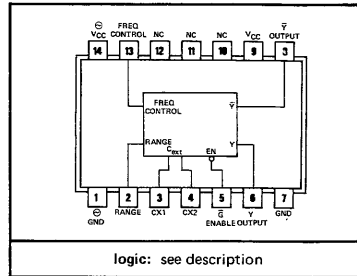 ⊖ FREQ Ȳ
VCC CONTROL NC NC NC VCC OUTPUT
14 13 12 11 10 9 3
FREQ
CONTROL Ȳ
RANGE Y
Cext EN
1 2 3 4 5 6 7
⊖ RANGE CX1 CX2 G̅ Y GND
GND ENABLE OUTPUT
logic: see description